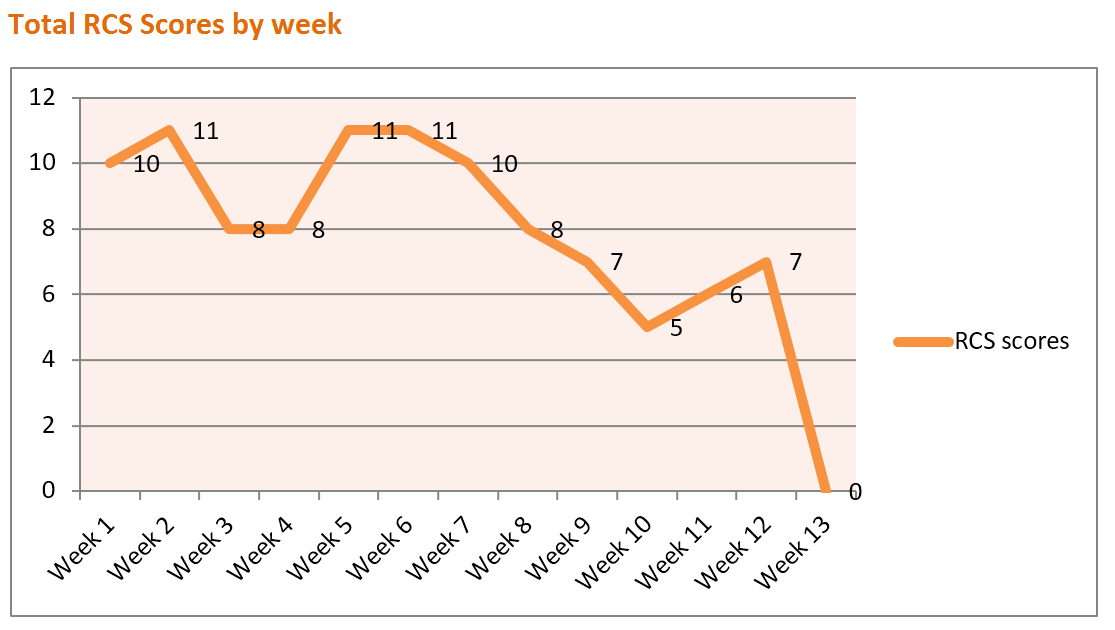 Total RCS Scores by week
12
10
8
6
4
2
0
10
11
8
8
11
11
10
8
7
5
6
7
0
RCS scores
Week 1
Week 2
Week 3
Week 4
Week 5
Week 6
Week 7
Week 8
Week 9
Week 10
Week 11
Week 12
Week 13